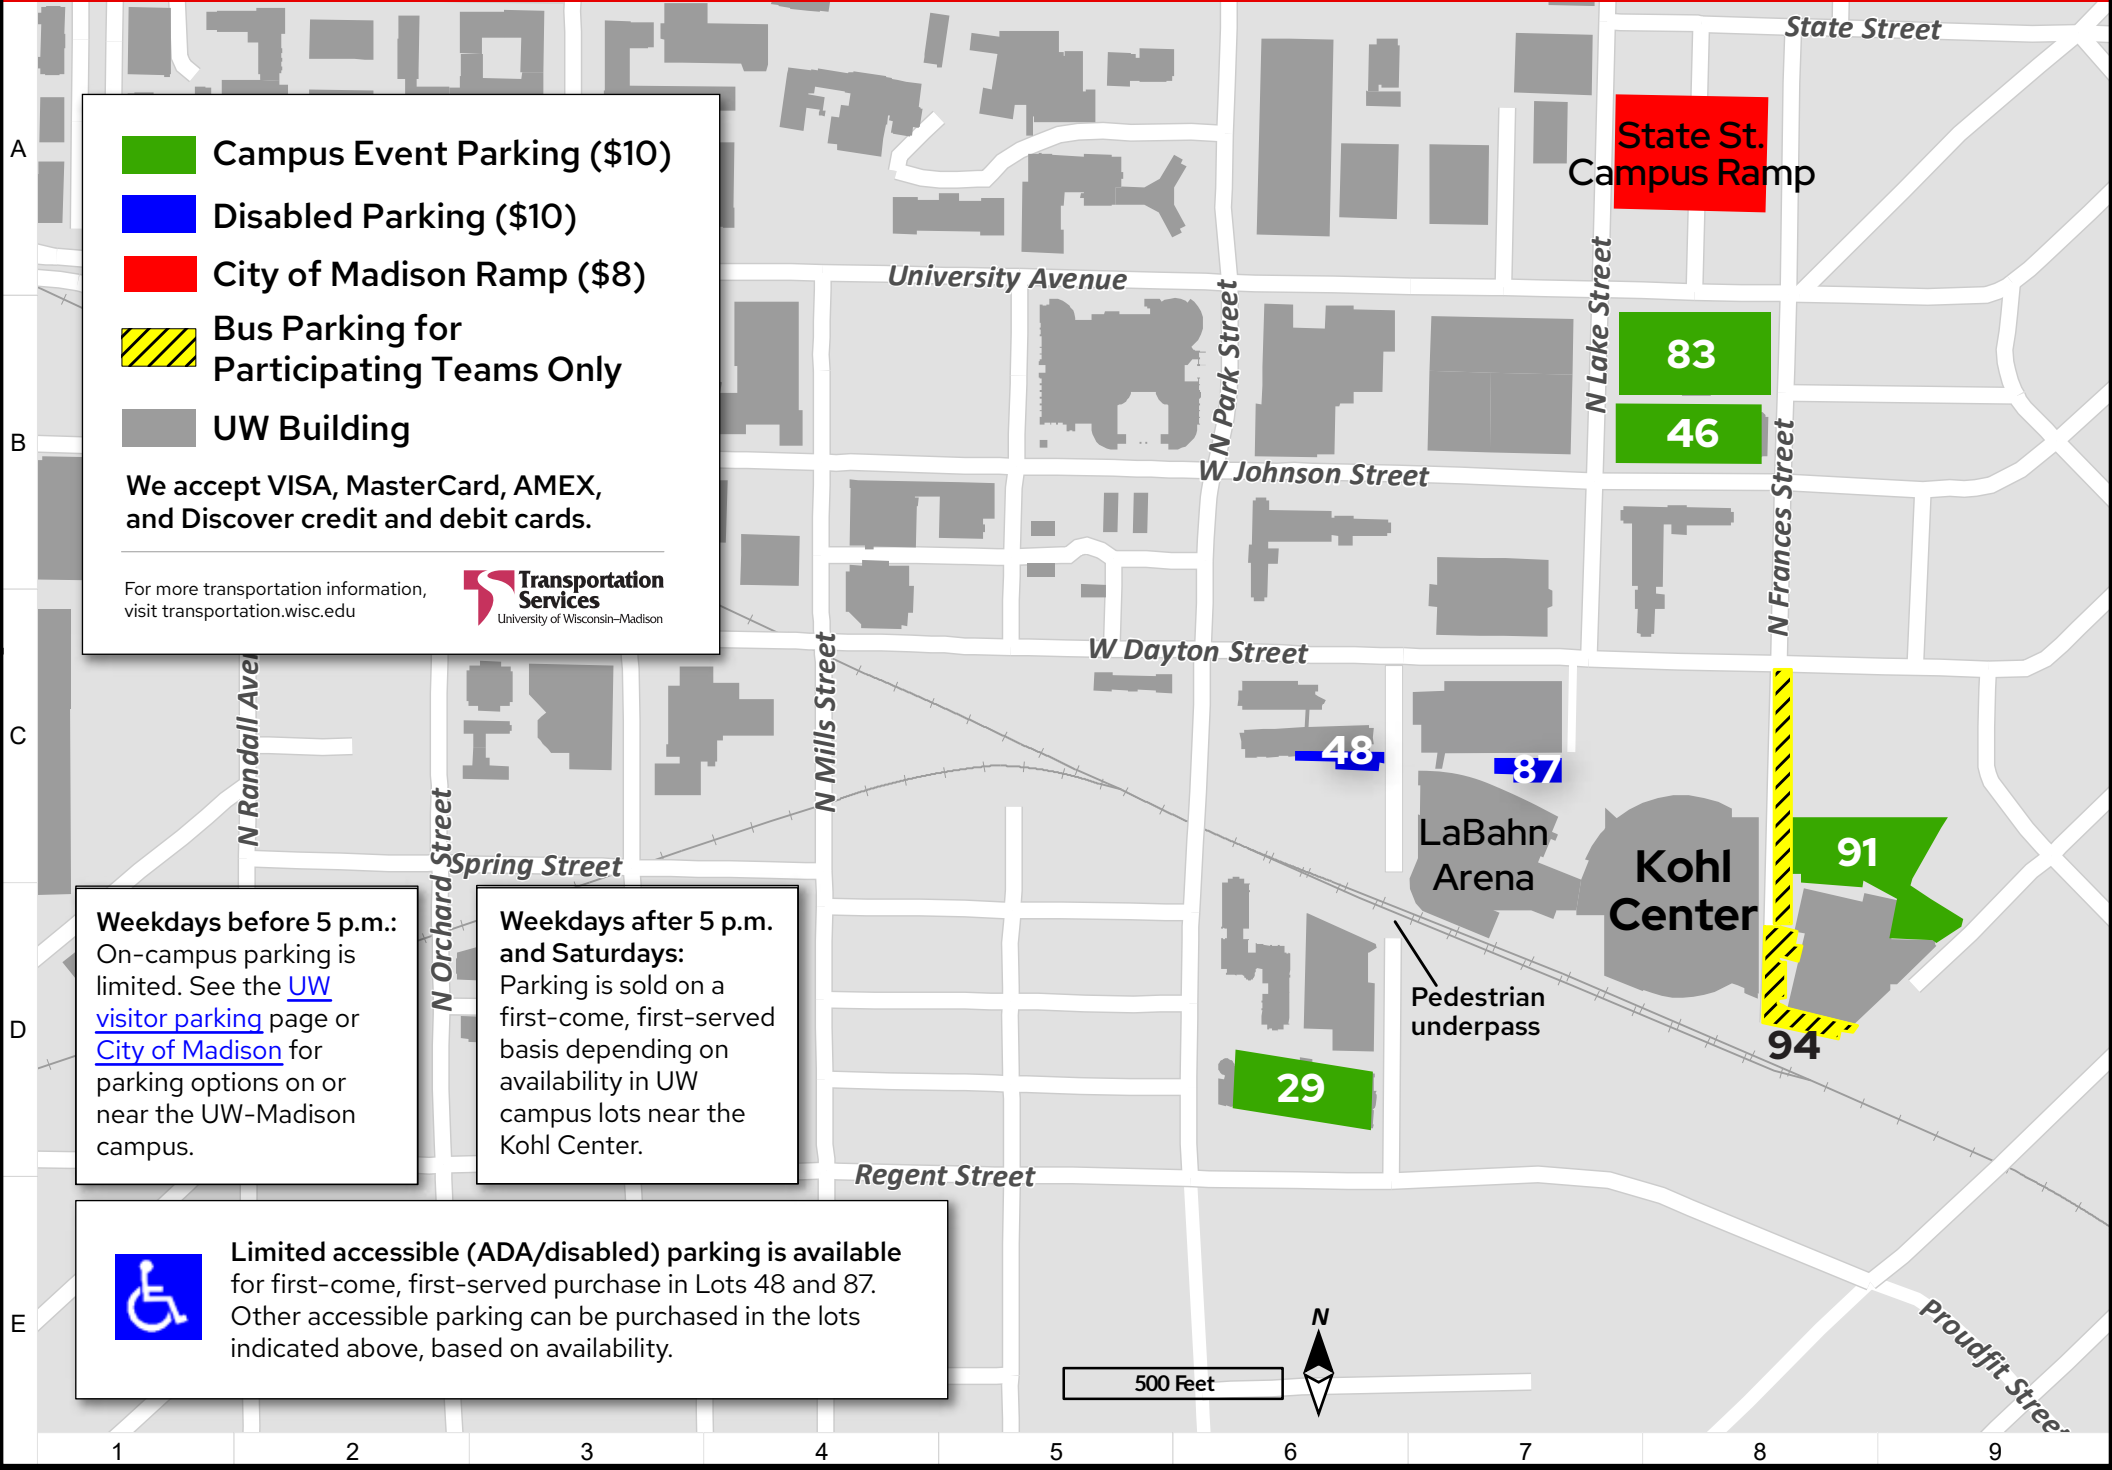 State Street
A
State St.
Campus Ramp
Campus Event Parking ($10)
Disabled Parking ($10)
City of Madison Ramp ($8)
Bus Parking for
Participating Teams Only
UW Building
We accept VISA, MasterCard, AMEX,
and Discover credit and debit cards.
For more transportation information,
visit transportation.wisc.edu
Transportation
Services
University of Wisconsin–Madison
University Avenue
N Park Street
N Lake Street
83
46
B
W Johnson Street
N Frances Street
W Dayton Street
N Randall Ave
N Orchard Street
N Mills Street
C
48
87
LaBahn
Arena
Kohl
Center
91
Spring Street
Weekdays before 5 p.m.:
On-campus parking is
limited. See the UW
visitor parking page or
City of Madison for
parking options on or
near the UW-Madison
campus.
Weekdays after 5 p.m.
and Saturdays:
Parking is sold on a
first-come, first-served
basis depending on
availability in UW
campus lots near the
Kohl Center.
D
Pedestrian
underpass
94
29
Regent Street
Limited accessible (ADA/disabled) parking is available
for first-come, first-served purchase in Lots 48 and 87.
Other accessible parking can be purchased in the lots
indicated above, based on availability.
E
N
500 Feet
Proudfit Street
1 2 3 4 5 6 7 8 9